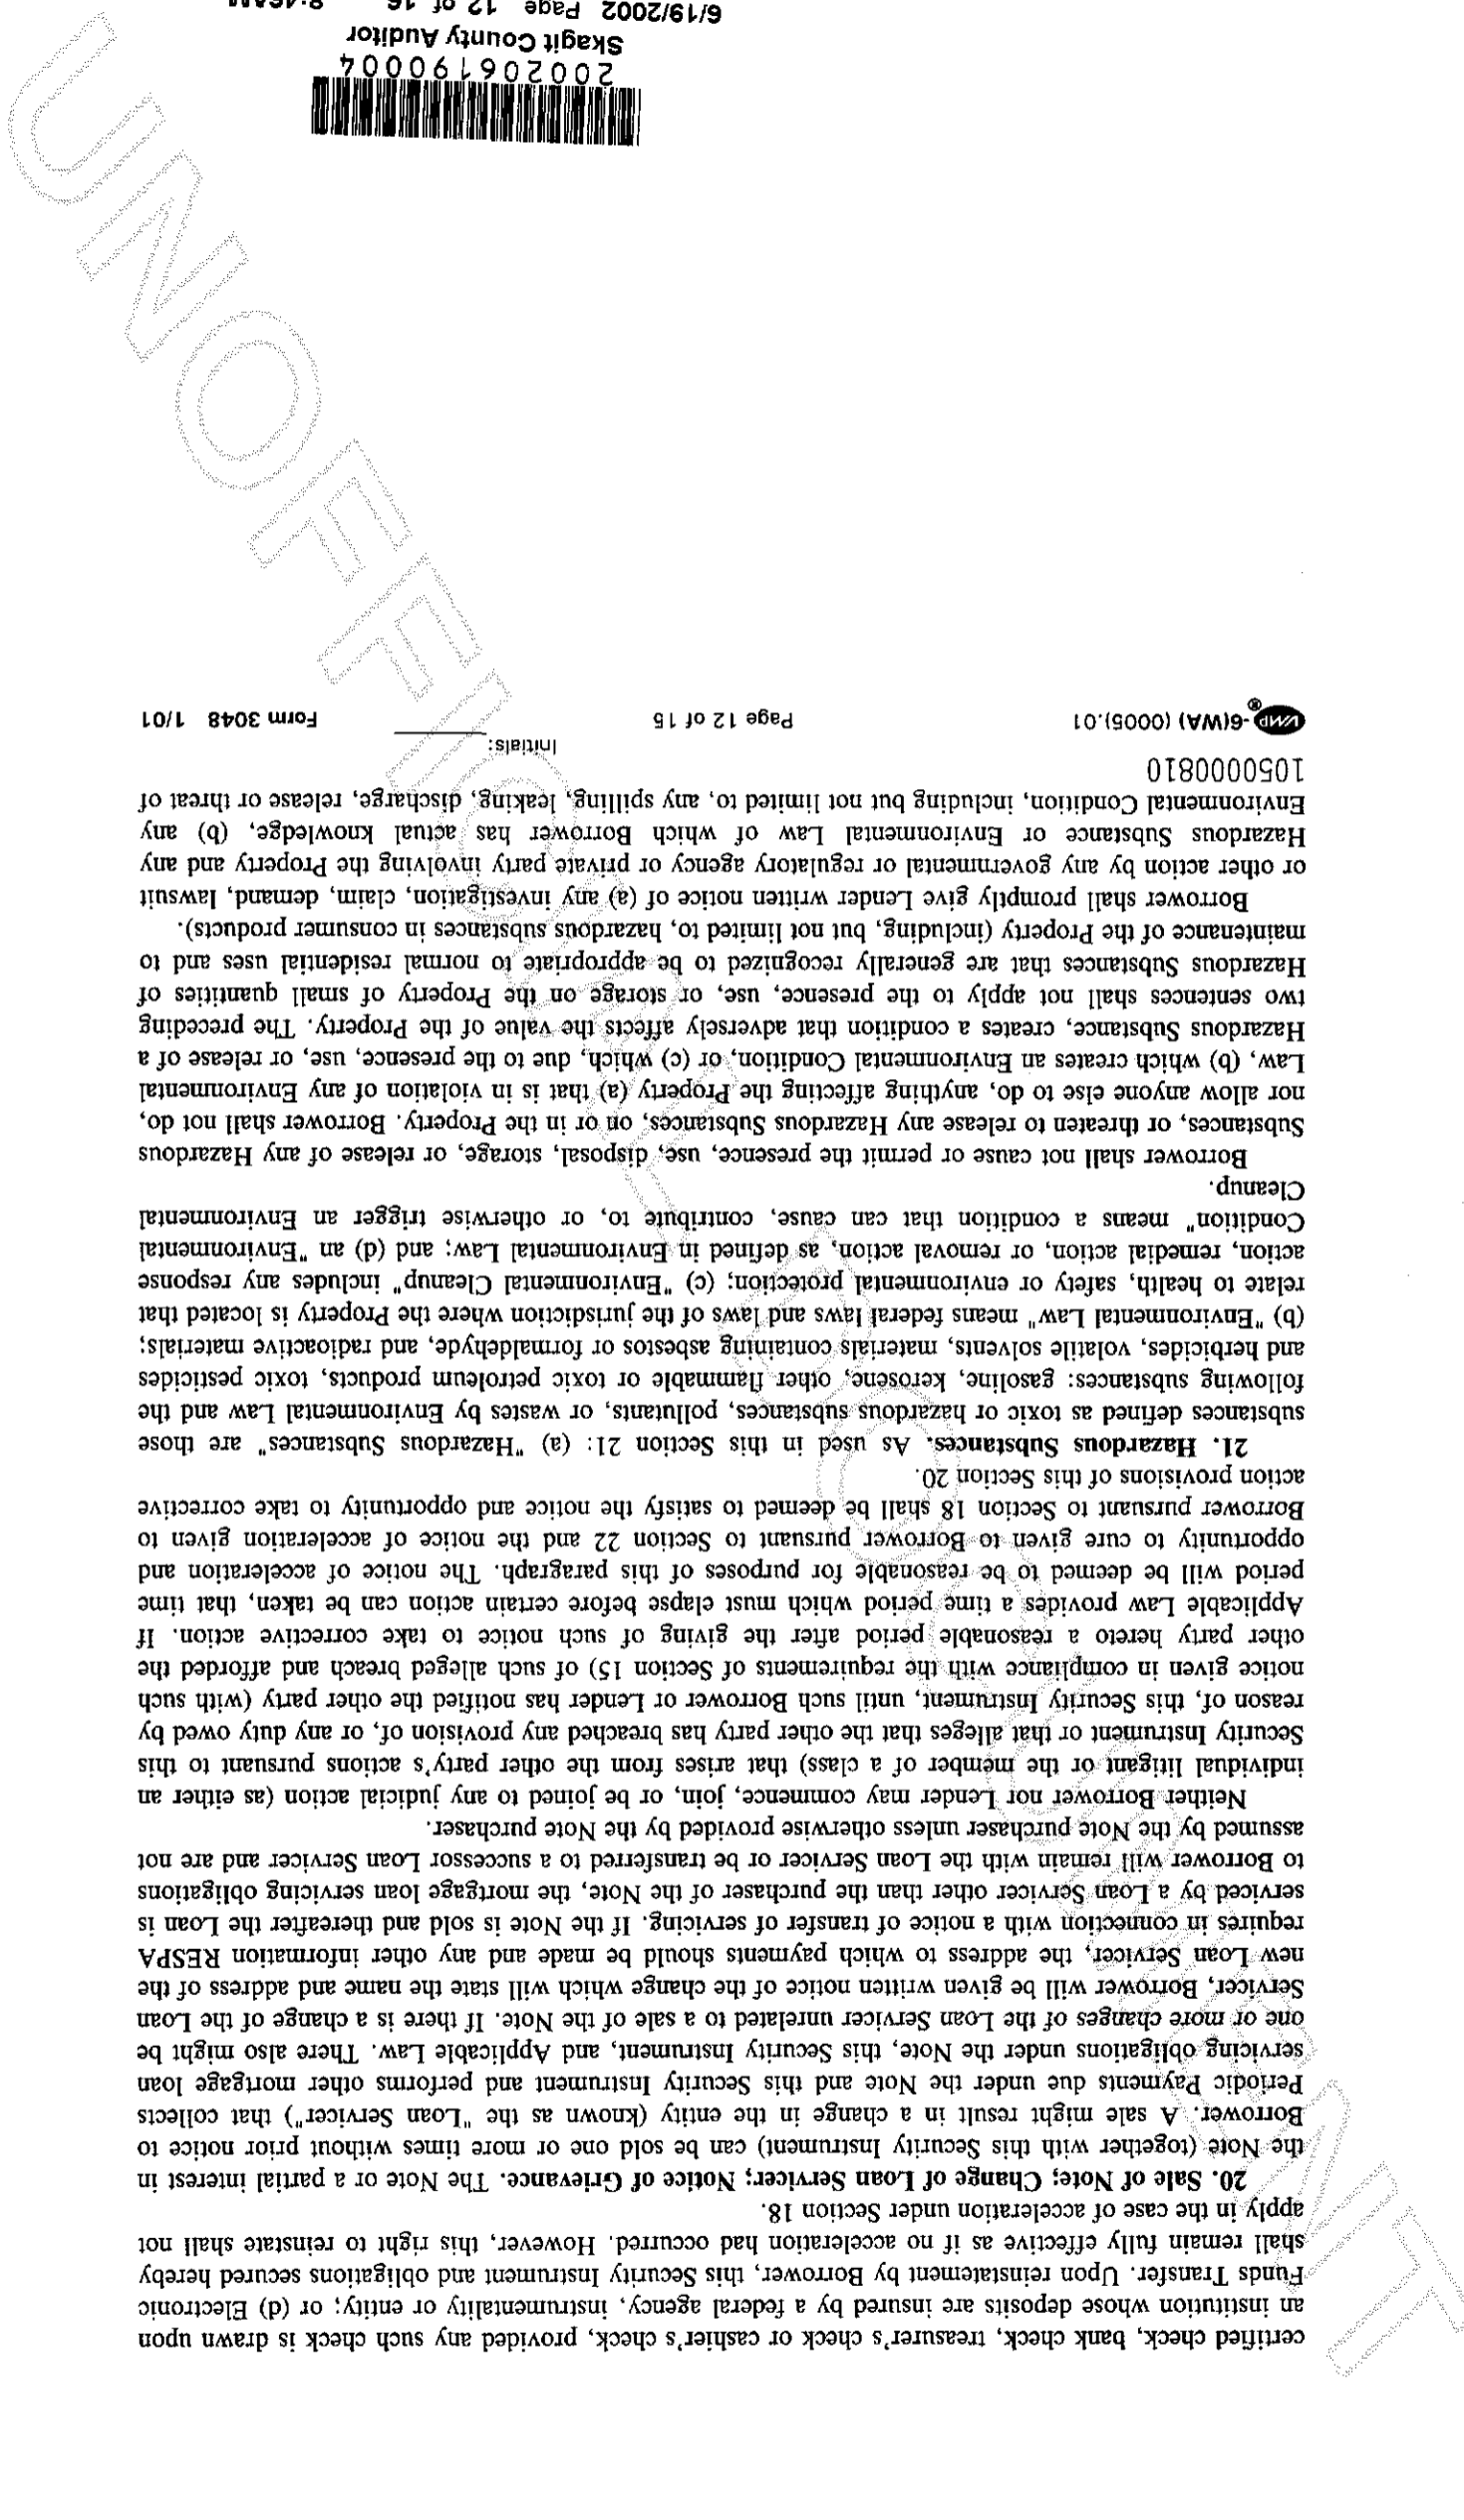 certified check, bank check, treasurer's check or cashier's check, provided any such check is drawn upon
an institution whose deposits are insured by a federal agency, instrumentality or entity; or (d) Electronic
Funds Transfer. Upon reinstatement by Borrower, this Security Instrument and obligations secured hereby
shall remain fully effective as if no acceleration had occurred. However, this right to reinstate shall not
apply in the case of acceleration under Section 18.
20. Sale of Note; Change of Loan Servicer; Notice of Grievance. The Note or a partial interest in
the Note (together with this Security Instrument) can be sold one or more times without prior notice to
Borrower. A sale might result in a change in the entity (known as the "Loan Servicer") that collects
Periodic Payments due under the Note and this Security Instrument and performs other mortgage loan
servicing obligations under the Note, this Security Instrument, and Applicable Law. There also might be
one or more changes of the Loan Servicer unrelated to a sale of the Note. If there is a change of the Loan
Servicer, Borrower will be given written notice of the change which will state the name and address of the
new Loan Servicer, the address to which payments should be made and any other information RESPA
requires in connection with a notice of transfer of servicing. If the Note is sold and thereafter the Loan is
serviced by a Loan Servicer other than the purchaser of the Note, the mortgage loan servicing obligations
to Borrower will remain with the Loan Servicer or be transferred to a successor Loan Servicer and are not
assumed by the Note purchaser unless otherwise provided by the Note purchaser.
Neither Borrower nor Lender may commence, join, or be joined to any judicial action (as either an
individual litigant or the member of a class) that arises from the other party's actions pursuant to this
Security Instrument or that alleges that the other party has breached any provision of, or any duty owed by
reason of, this Security Instrument, until such Borrower or Lender has notified the other party (with such
notice given in compliance with the requirements of Section 15) of such alleged breach and afforded the
other party hereto a reasonable period after the giving of such notice to take corrective action. If
Applicable Law provides a time period which must elapse before certain action can be taken, that time
period will be deemed to be reasonable for purposes of this paragraph. The notice of acceleration and
opportunity to cure given to Borrower pursuant to Section 22 and the notice of acceleration given to
Borrower pursuant to Section 18 shall be deemed to satisfy the notice and opportunity to take corrective
action provisions of this Section 20.
21. Hazardous Substances. As used in this Section 21: (a) "Hazardous Substances" are those
substances defined as toxic or hazardous substances, pollutants, or wastes by Environmental Law and the
following substances: gasoline, kerosene, other flammable or toxic petroleum products, toxic pesticides
and herbicides, volatile solvents, materials containing asbestos or formaldehyde, and radioactive materials;
(b) "Environmental Law" means federal laws and laws of the jurisdiction where the Property is located that
relate to health, safety or environmental protection; (c) "Environmental Cleanup" includes any response
action, remedial action, or removal action, as defined in Environmental Law; and (d) an "Environmental
Condition" means a condition that can cause, contribute to, or otherwise trigger an Environmental
Cleanup.
Borrower shall not cause or permit the presence, use, disposal, storage, or release of any Hazardous
Substances, or threaten to release any Hazardous Substances, on or in the Property. Borrower shall not do,
nor allow anyone else to do, anything affecting the Property (a) that is in violation of any Environmental
Law, (b) which creates an Environmental Condition, or (c) which, due to the presence, use, or release of a
Hazardous Substance, creates a condition that adversely affects the value of the Property. The preceding
two sentences shall not apply to the presence, use, or storage on the Property of small quantities of
Hazardous Substances that are generally recognized to be appropriate to normal residential uses and to
maintenance of the Property (including, but not limited to, hazardous substances in consumer products).
Borrower shall promptly give Lender written notice of (a) any investigation, claim, demand, lawsuit
or other action by any governmental or regulatory agency or private party involving the Property and any
Hazardous Substance or Environmental Law of which Borrower has actual knowledge, (b) any
Environmental Condition, including but not limited to, any spilling, leaking, discharge, release or threat of
1050000810
Initials:
VMP®-6(WA) (0005).01 Page 12 of 15 Form 3048 1/01
200206190004
Skagit County Auditor
6/19/2002 Page 12 of 16 8:46AM
UNOFFICIAL DOCUMENT